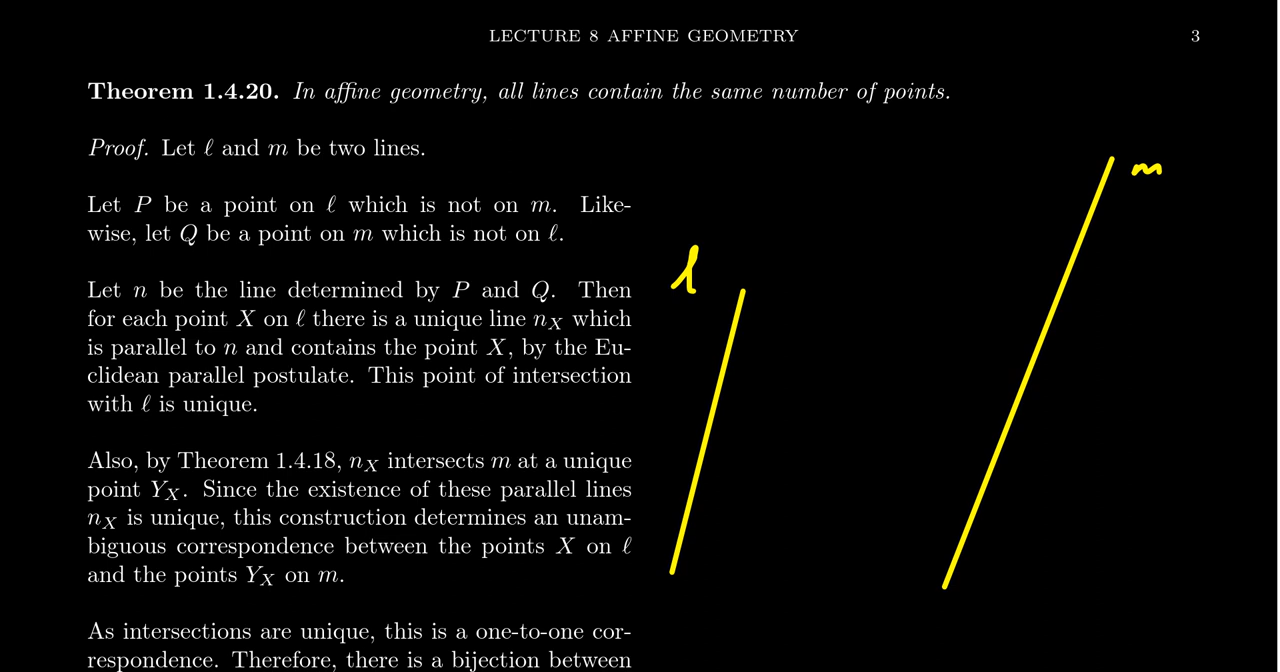 LECTURE 8 AFFINE GEOMETRY 3
Theorem 1.4.20. In affine geometry, all lines contain the same number of points.
Proof. Let ℓ and m be two lines.
Let P be a point on ℓ which is not on m. Like-
wise, let Q be a point on m which is not on ℓ.
Let n be the line determined by P and Q. Then
for each point X on ℓ there is a unique line n_X which
is parallel to n and contains the point X, by the Eu-
clidean parallel postulate. This point of intersection
with ℓ is unique.
Also, by Theorem 1.4.18, n_X intersects m at a unique
point Y_X. Since the existence of these parallel lines
n_X is unique, this construction determines an unam-
biguous correspondence between the points X on ℓ
and the points Y_X on m.
As intersections are unique, this is a one-to-one cor-
respondence. Therefore, there is a bijection between
ℓ
m